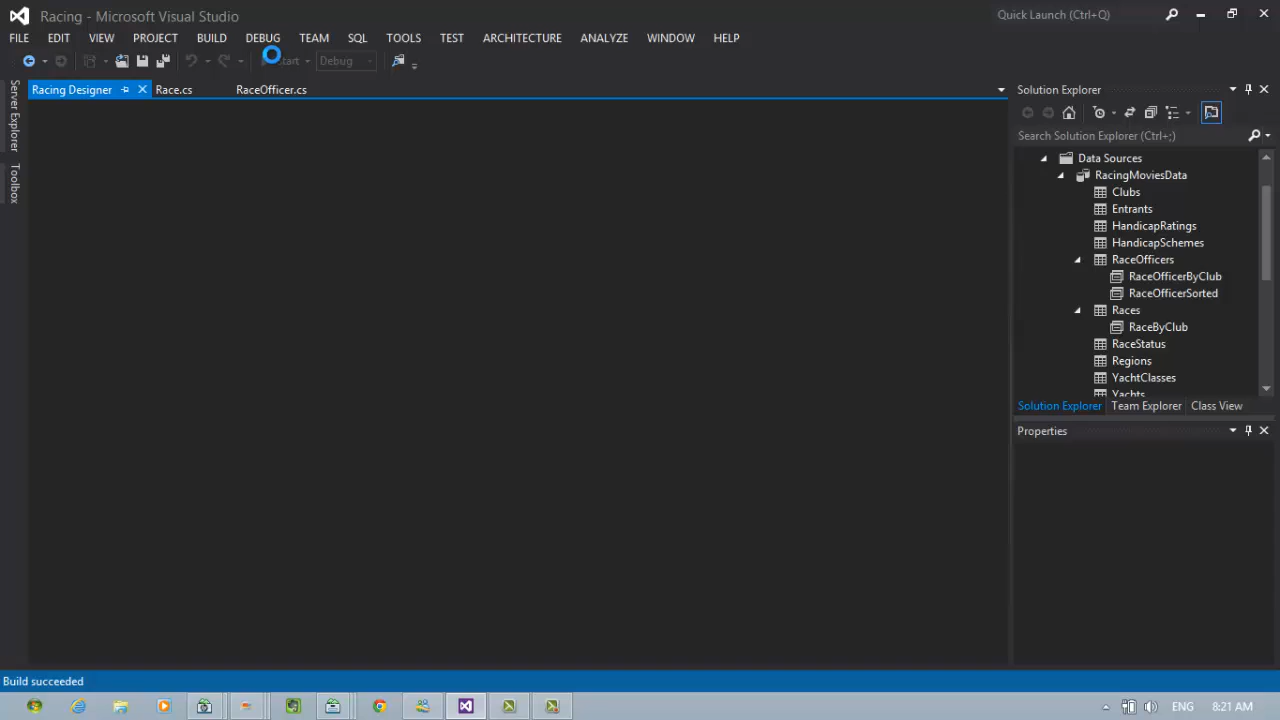 Racing - Microsoft Visual Studio
Quick Launch (Ctrl+Q)
FILE EDIT VIEW PROJECT BUILD DEBUG TEAM SQL TOOLS TEST ARCHITECTURE ANALYZE WINDOW HELP
Start Debug
Server Explorer
Toolbox
Racing Designer Race.cs RaceOfficer.cs
Solution Explorer
Search Solution Explorer (Ctrl+;)
Data Sources
RacingMoviesData
Clubs
Entrants
HandicapRatings
HandicapSchemes
RaceOfficers
RaceOfficerByClub
RaceOfficerSorted
Races
RaceByClub
RaceStatus
Regions
YachtClasses
Yachts
Solution Explorer Team Explorer Class View
Properties
Build succeeded
ENG 8:21 AM